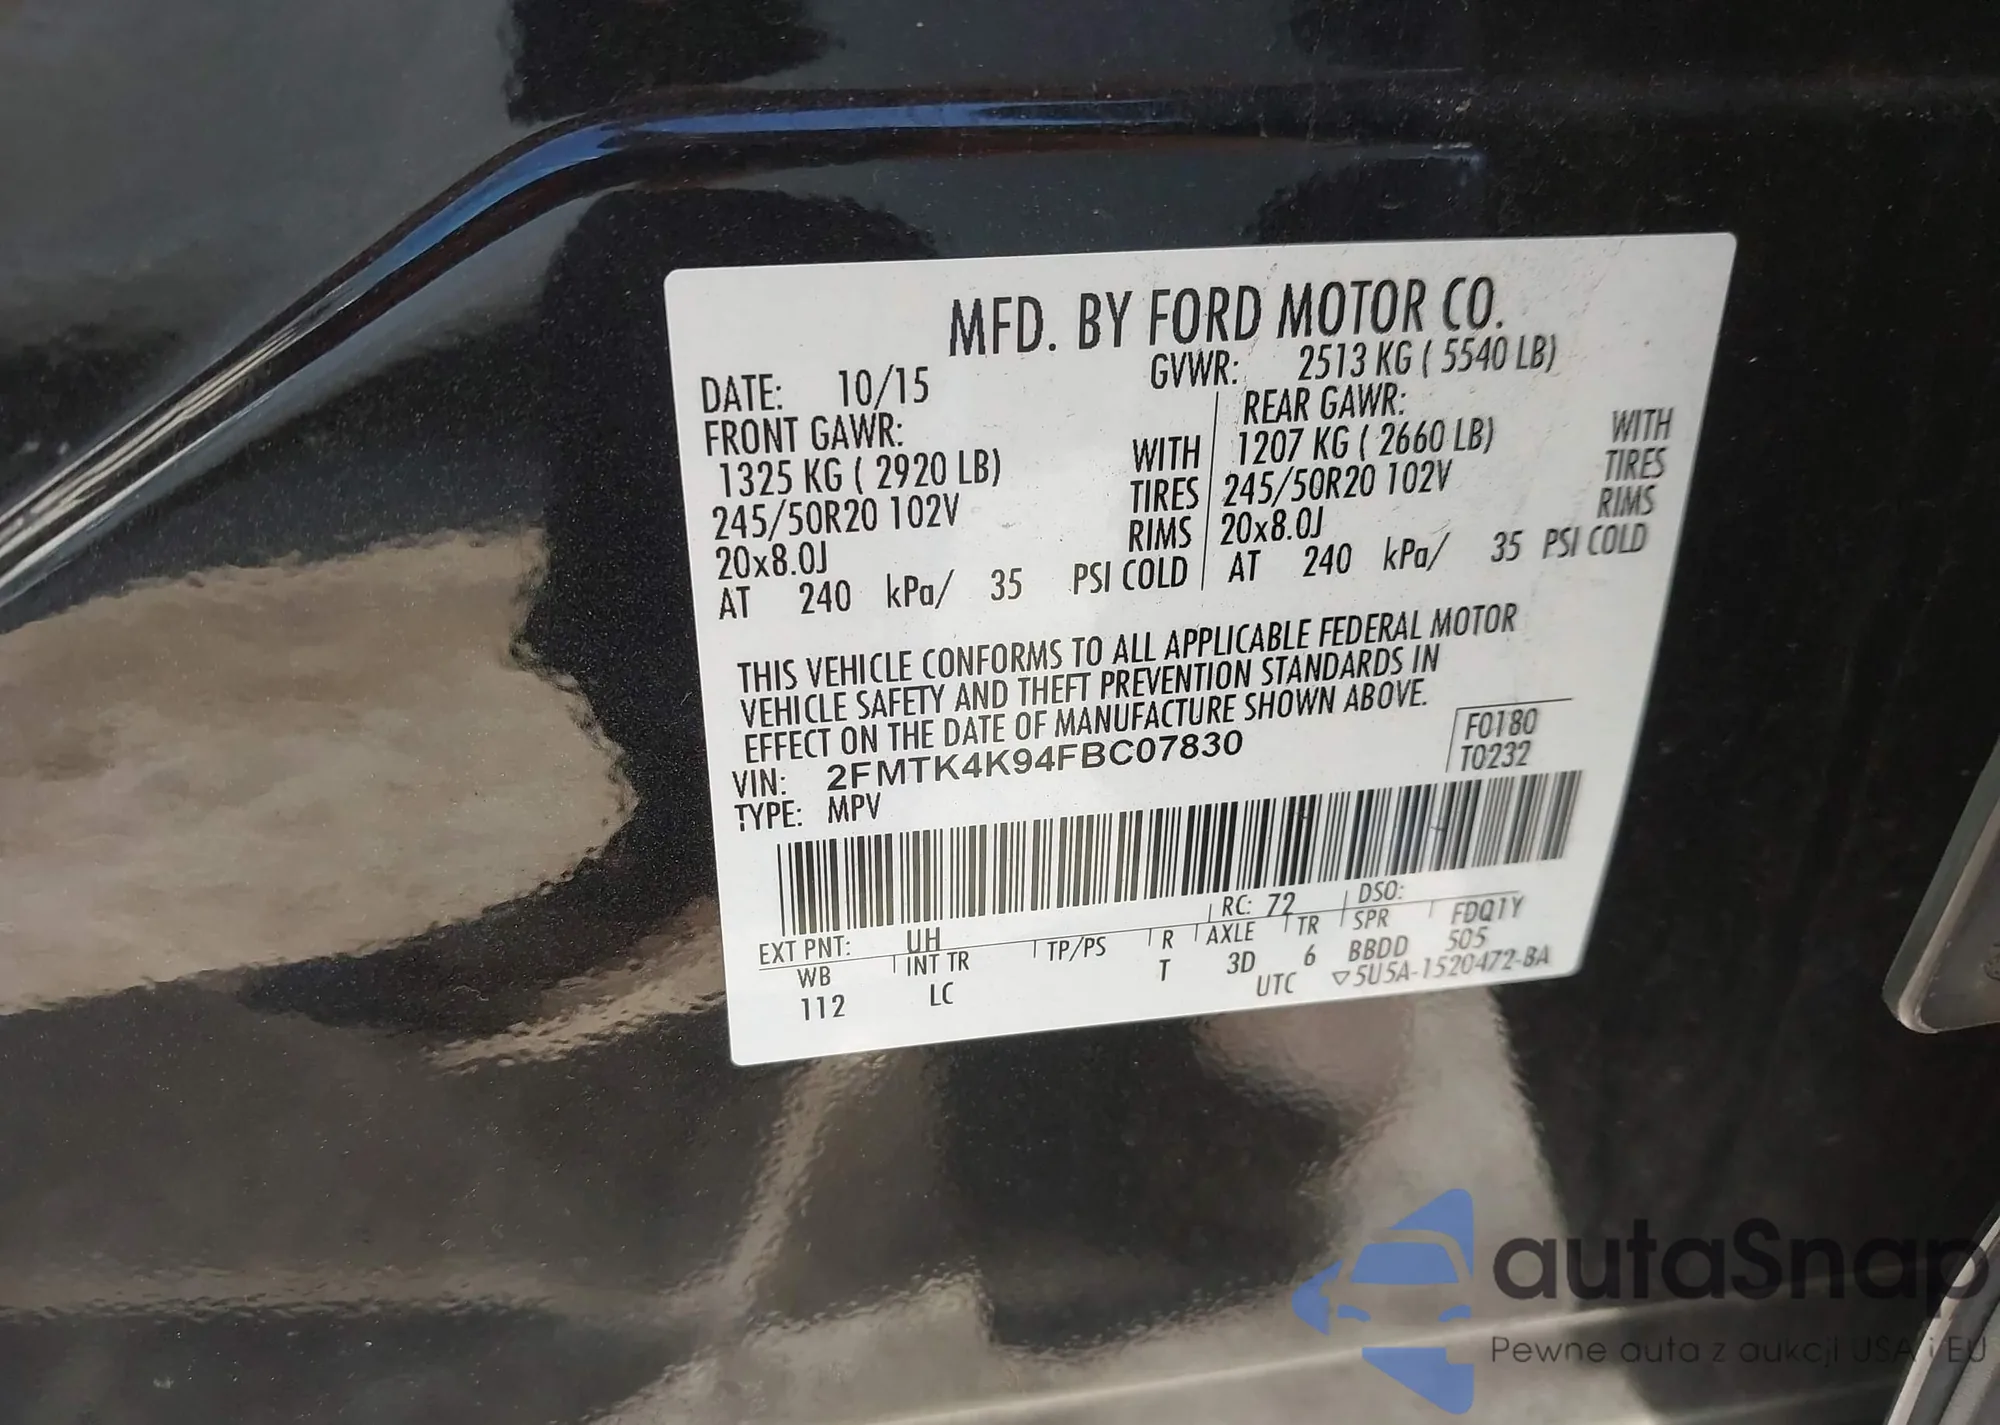 MFD. BY FORD MOTOR CO.
DATE: 10/15 GVWR: 2513 KG ( 5540 LB)
FRONT GAWR: REAR GAWR:
1325 KG ( 2920 LB) WITH 1207 KG ( 2660 LB) WITH
245/50R20 102V TIRES 245/50R20 102V TIRES
20x8.0J RIMS 20x8.0J RIMS
AT 240 kPa/ 35 PSI COLD AT 240 kPa/ 35 PSI COLD
THIS VEHICLE CONFORMS TO ALL APPLICABLE FEDERAL MOTOR
VEHICLE SAFETY AND THEFT PREVENTION STANDARDS IN
EFFECT ON THE DATE OF MANUFACTURE SHOWN ABOVE.
VIN: 2FMTK4K94FBC07830 F0180
TYPE: MPV T0232
EXT PNT: UH RC: 72 DSO: FDQ1Y
WB INT TR TP/PS R AXLE TR SPR 505
112 LC T 3D 6 BBDD
UTC ▽5U5A-1520472-BA
autaSnap
Pewne auta z aukcji USA i EU